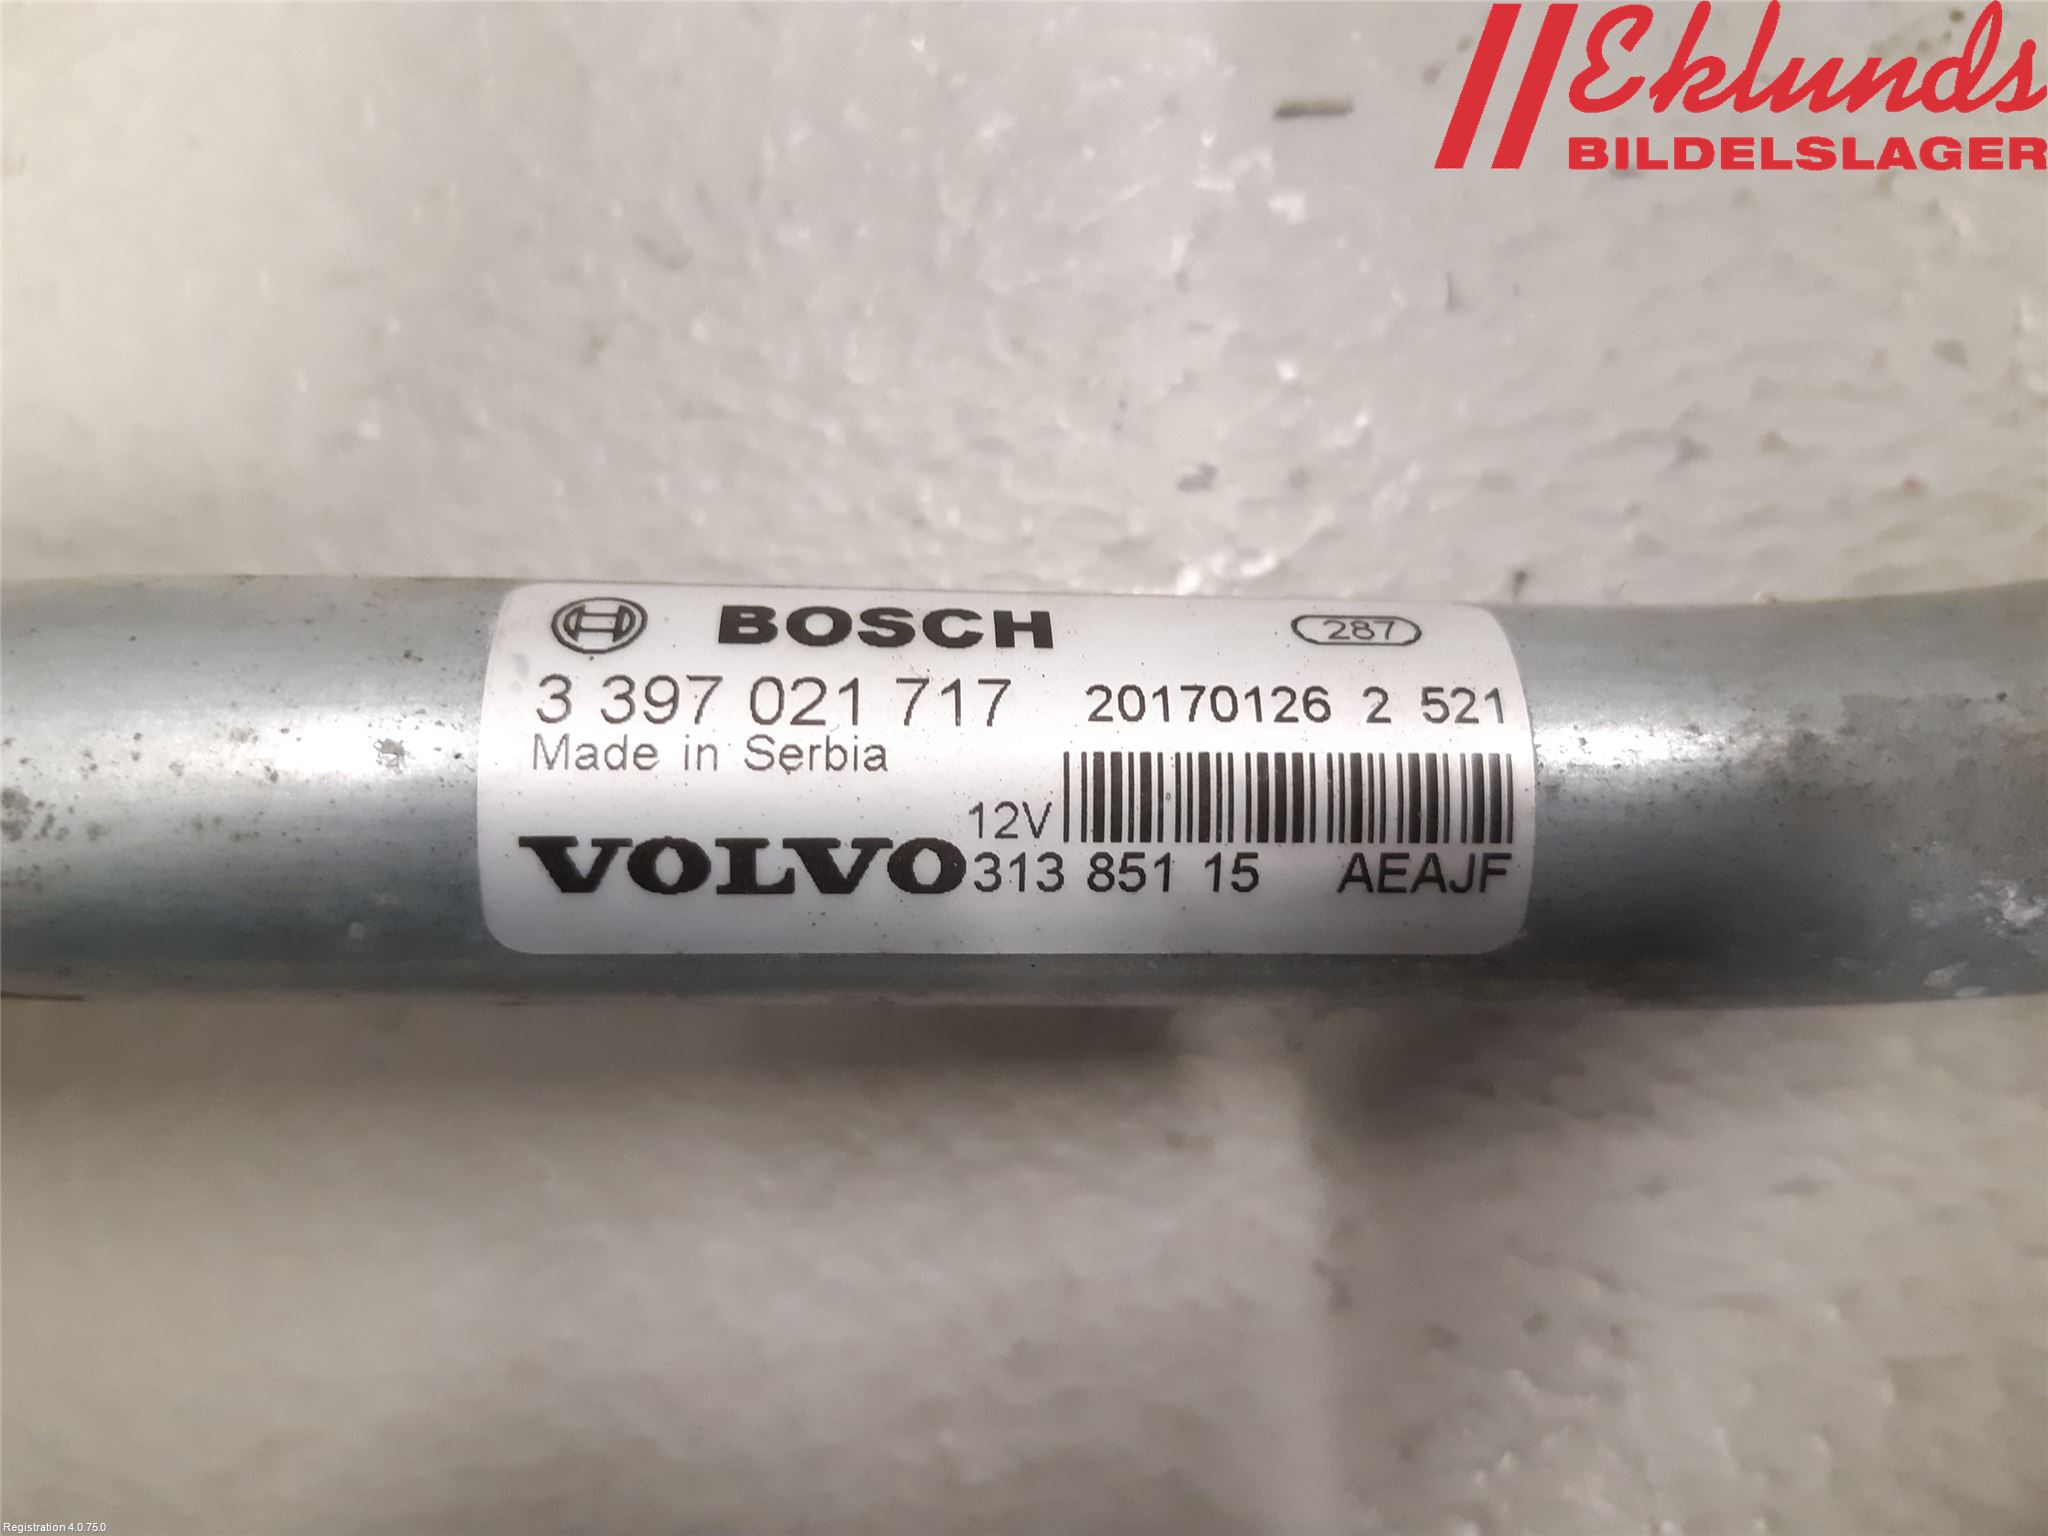 Eklunds
BILDELSLAGER
BOSCH 287
3 397 021 717 20170126 2 521
Made in Serbia
12V
VOLVO 313 851 15 AEAJF
Registration 4.0.75.0